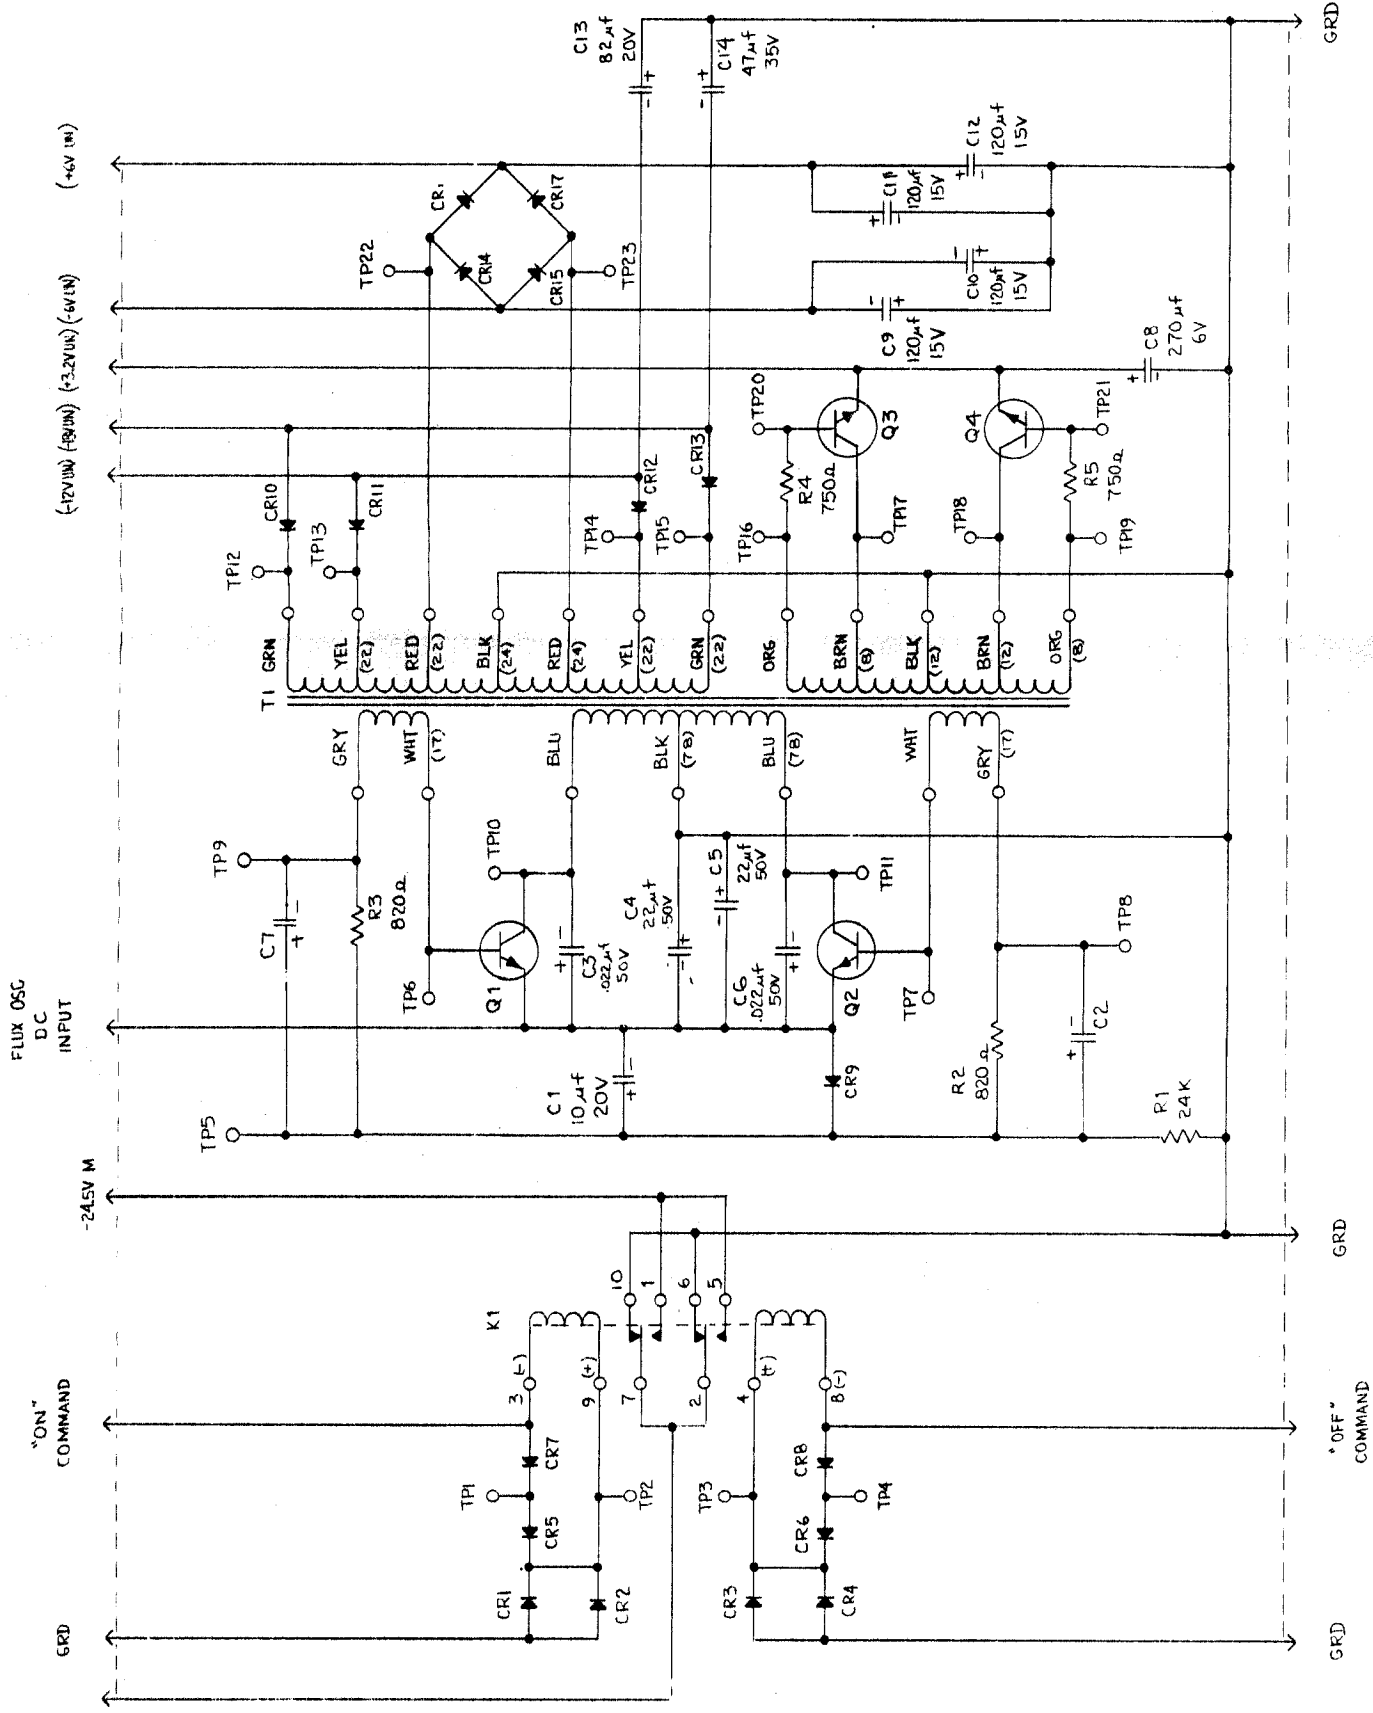 C13
82µf
20V
C14
47µf
35V
GRD
(+6V UN)
CR1
CR17
TP22
CR14
CR15
TP23
C12
120µf
15V
C11
120µf
15V
C10
120µf
15V
C9
120µf
15V
(-6V UN)
(+3.2V UN)
(-12V UN)
C8
270µf
6V
TP20
Q3
Q4
TP21
CR10
CR11
CR12
CR13
R4
750Ω
R5
750Ω
TP12
TP13
TP14
TP15
TP16
TP17
TP18
TP19
T1
GRN
YEL
(22)
RED
(22)
BLK
(24)
RED
(24)
YEL
(22)
GRN
(22)
ORG
BRN
(8)
BLK
(12)
BRN
(12)
ORG
(8)
GRY
WHT
(17)
BLU
BLK
(78)
BLU
(78)
WHT
GRY
(17)
TP9
C7
R3
820Ω
TP10
C5
22µf
50V
TP11
TP6
Q1
C3
.022µf
50V
C4
22µf
50V
C6
.022µf
50V
Q2
TP7
TP8
FLUX OSC
DC
INPUT
C1
10µf
20V
CR9
R2
820Ω
C2
R1
24K
TP5
-24.5V M
GRD
K1
10
1
6
5
3 (-)
9 (+)
7
2
4 (+)
8 (-)
"ON"
COMMAND
"OFF"
COMMAND
CR7
CR8
TP1
TP2
TP3
TP4
CR5
CR6
CR1
CR2
CR3
CR4
GRD
GRD